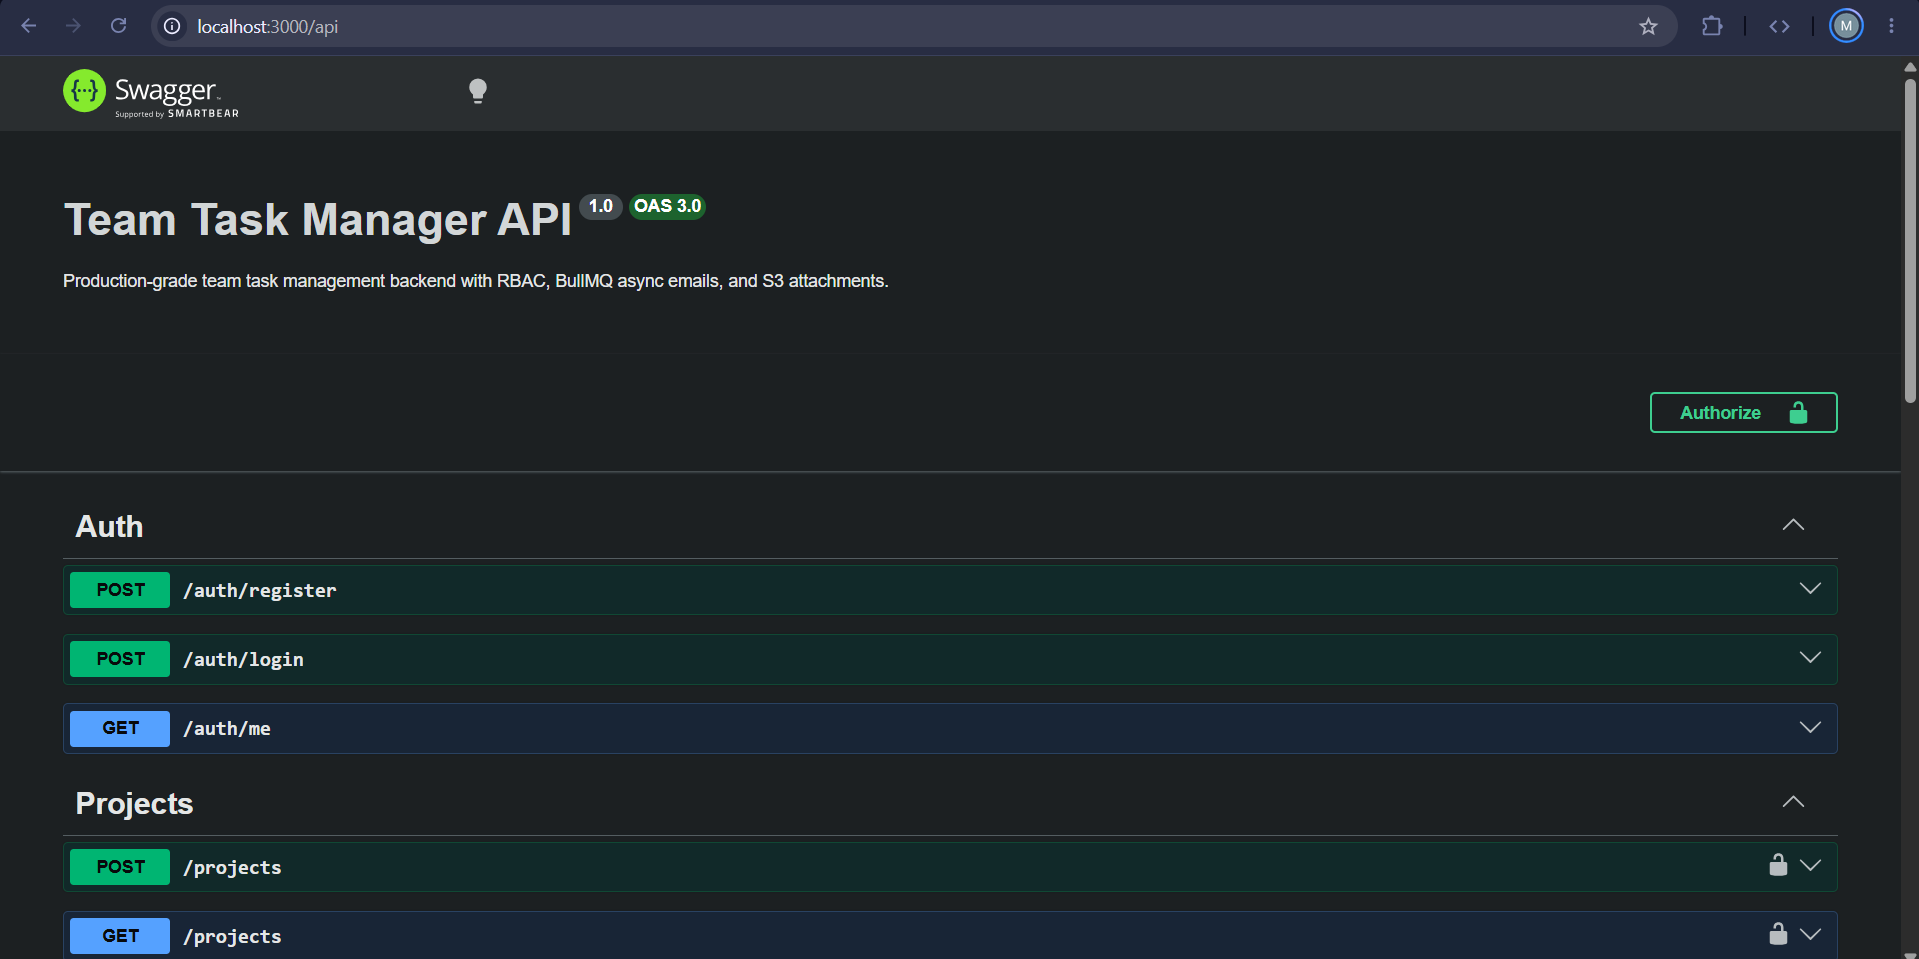 localhost:3000/api
M
Swagger™
Supported by SMARTBEAR
Team Task Manager API 1.0 OAS 3.0
Production-grade team task management backend with RBAC, BullMQ async emails, and S3 attachments.
Authorize
Auth
POST /auth/register
POST /auth/login
GET /auth/me
Projects
POST /projects
GET /projects